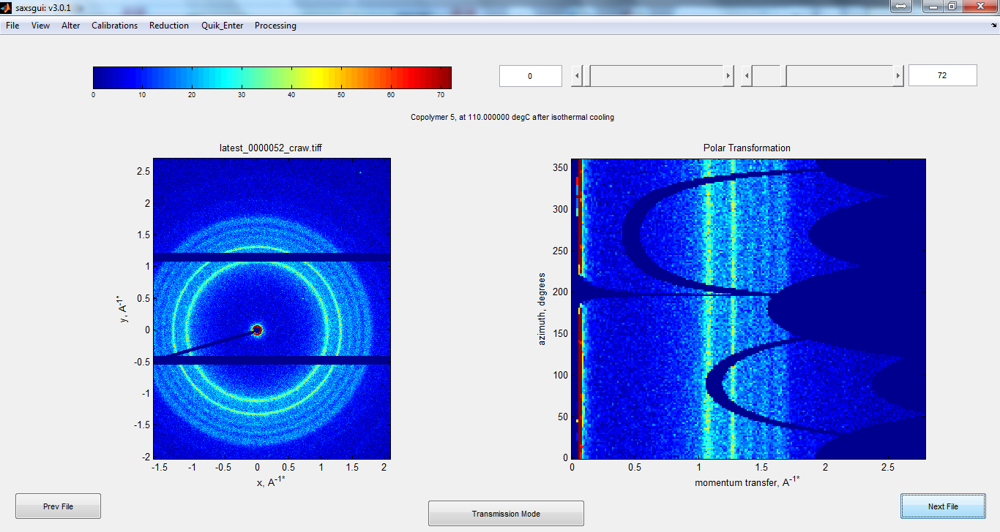 saxsgui: v3.0.1
File View Alter Calibrations Reduction Quik_Enter Processing
0 72
0 10 20 30 40 50 60 70
Copolymer 5, at 110.000000 degC after isothermal cooling
latest_0000052_craw.tiff
2.5
2
1.5
1
0.5
0
-0.5
-1
-1.5
-2
y, A-1*
-1.5 -1 -0.5 0 0.5 1 1.5 2
x, A-1*
Polar Transformation
350
300
250
200
150
100
50
0
azimuth, degrees
0 0.5 1 1.5 2 2.5
momentum transfer, A-1*
Prev File
Transmission Mode
Next File